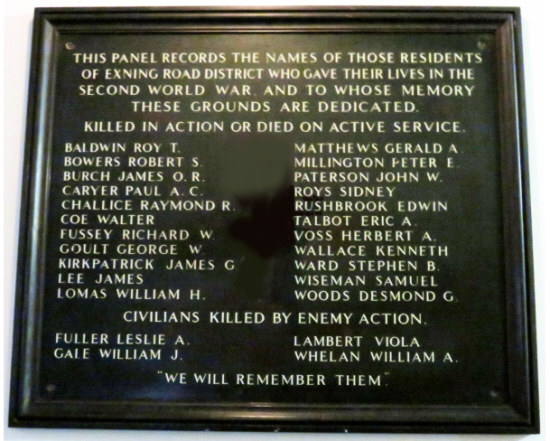 THIS PANEL RECORDS THE NAMES OF THOSE RESIDENTS
OF EXNING ROAD DISTRICT WHO GAVE THEIR LIVES IN THE
SECOND WORLD WAR. AND TO WHOSE MEMORY
THESE GROUNDS ARE DEDICATED.
KILLED IN ACTION OR DIED ON ACTIVE SERVICE.
BALDWIN ROY T.
BOWERS ROBERT S.
BURCH JAMES O. R.
CARYER PAUL A. C.
CHALLICE RAYMOND R.
COE WALTER
FUSSEY RICHARD W.
GOULT GEORGE W.
KIRKPATRICK JAMES G.
LEE JAMES
LOMAS WILLIAM H.
MATTHEWS GERALD A.
MILLINGTON PETER E.
PATERSON JOHN W.
ROYS SIDNEY
RUSHBROOK EDWIN
TALBOT ERIC A.
VOSS HERBERT A.
WALLACE KENNETH
WARD STEPHEN B.
WISEMAN SAMUEL
WOODS DESMOND G.
CIVILIANS KILLED BY ENEMY ACTION.
FULLER LESLIE A.
GALE WILLIAM J.
LAMBERT VIOLA
WHELAN WILLIAM A.
"WE WILL REMEMBER THEM"